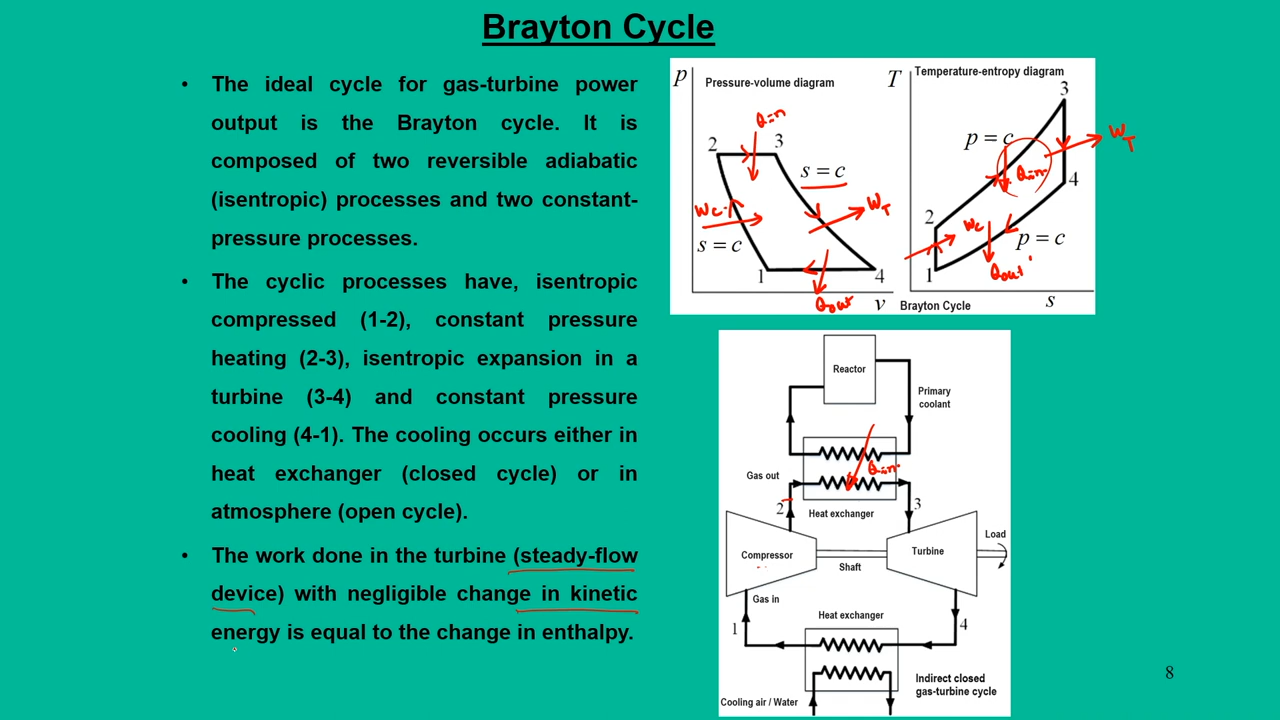 Brayton Cycle
• The ideal cycle for gas-turbine power
output is the Brayton cycle. It is
composed of two reversible adiabatic
(isentropic) processes and two constant-
pressure processes.
• The cyclic processes have, isentropic
compressed (1-2), constant pressure
heating (2-3), isentropic expansion in a
turbine (3-4) and constant pressure
cooling (4-1). The cooling occurs either in
heat exchanger (closed cycle) or in
atmosphere (open cycle).
• The work done in the turbine (steady-flow
device) with negligible change in kinetic
energy is equal to the change in enthalpy.
p
Pressure-volume diagram
Qin
2
3
s = c
Wc
WT
s = c
1
4
Qout
v
T
Temperature-entropy diagram
3
WT
p = c
Qin
4
2
Wc
p = c
1
Qout
Brayton Cycle
s
Reactor
Primary
coolant
Gas out
Qin
2
Heat exchanger
3
Load
Compressor
Turbine
Shaft
Gas in
Heat exchanger
1
4
Indirect closed
gas-turbine cycle
Cooling air / Water
8